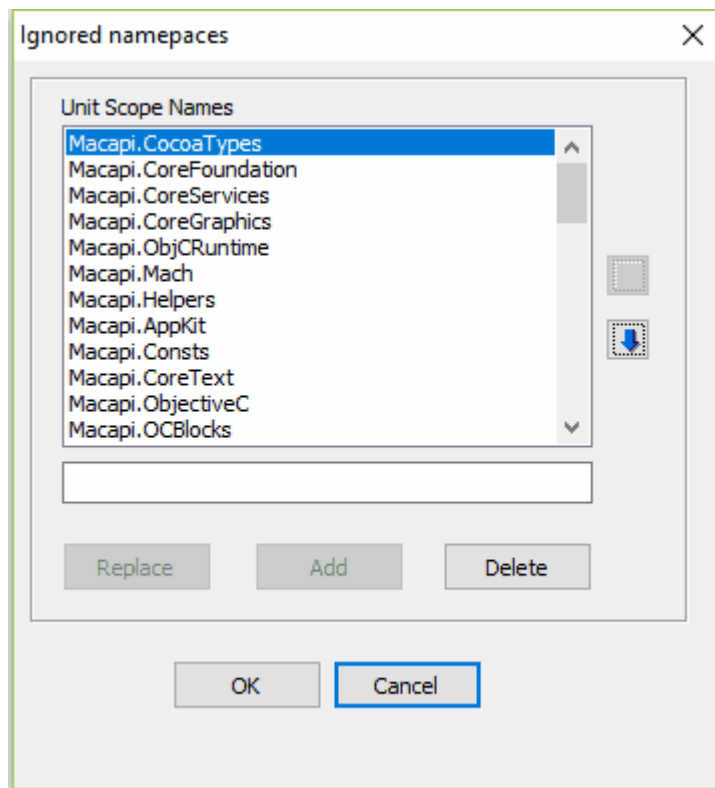 Ignored namepaces
Unit Scope Names
Macapi.CocoaTypes
Macapi.CoreFoundation
Macapi.CoreServices
Macapi.CoreGraphics
Macapi.ObjCRuntime
Macapi.Mach
Macapi.Helpers
Macapi.AppKit
Macapi.Consts
Macapi.CoreText
Macapi.ObjectiveC
Macapi.OCBlocks
Replace Add Delete
OK Cancel